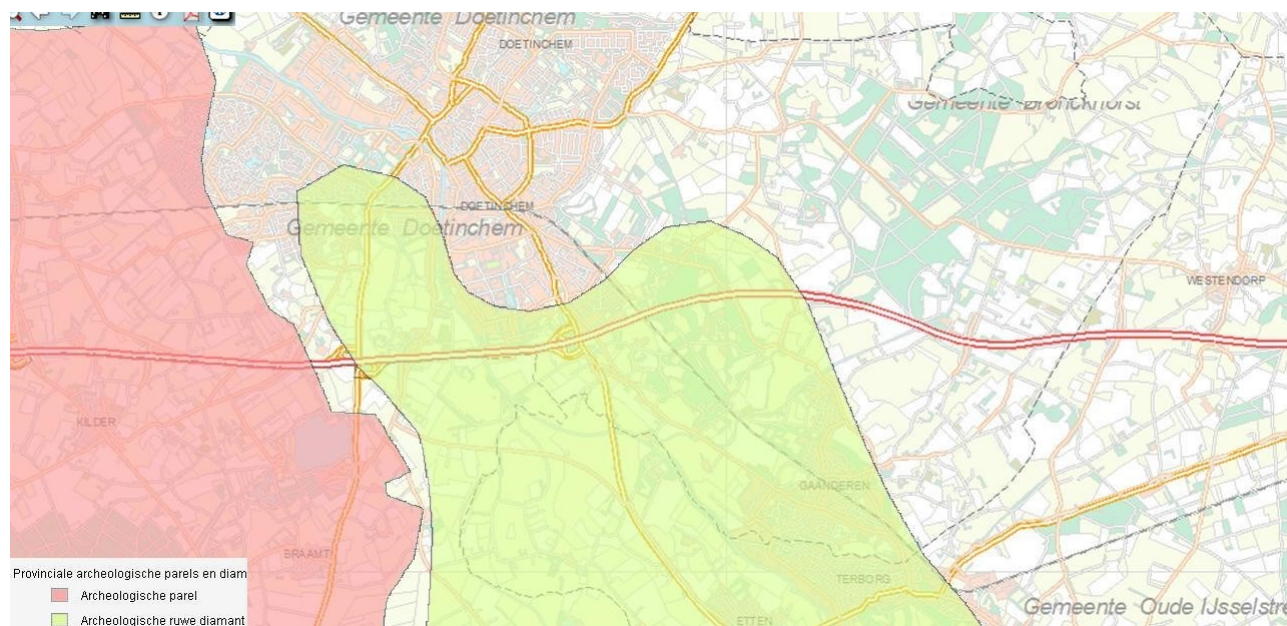 Gemeente Doetinchem
DOETINCHEM
Gemeente Bronckhorst
DOETINCHEM
Gemeente Doetinchem
WESTENDORP
KILDER
GAANDEREN
BRAAMT
TERBORG
ETTEN
Gemeente Oude IJsselstre
Provinciale archeologische parels en diam
Archeologische parel
Archeologische ruwe diamant